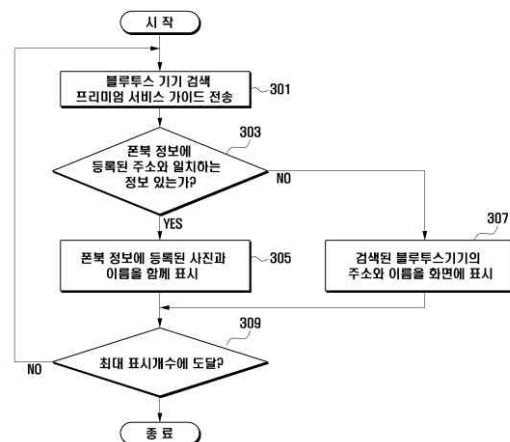 시 작
블루투스 기기 검색
프리미엄 서비스 가이드 전송
301
303
폰북 정보에
등록된 주소와 일치하는
정보 있는가?
NO
YES
307
폰북 정보에 등록된 사진과
이름을 함께 표시
305
검색된 블루투스기기의
주소와 이름을 화면에 표시
309
최대 표시개수에 도달?
NO
종 료